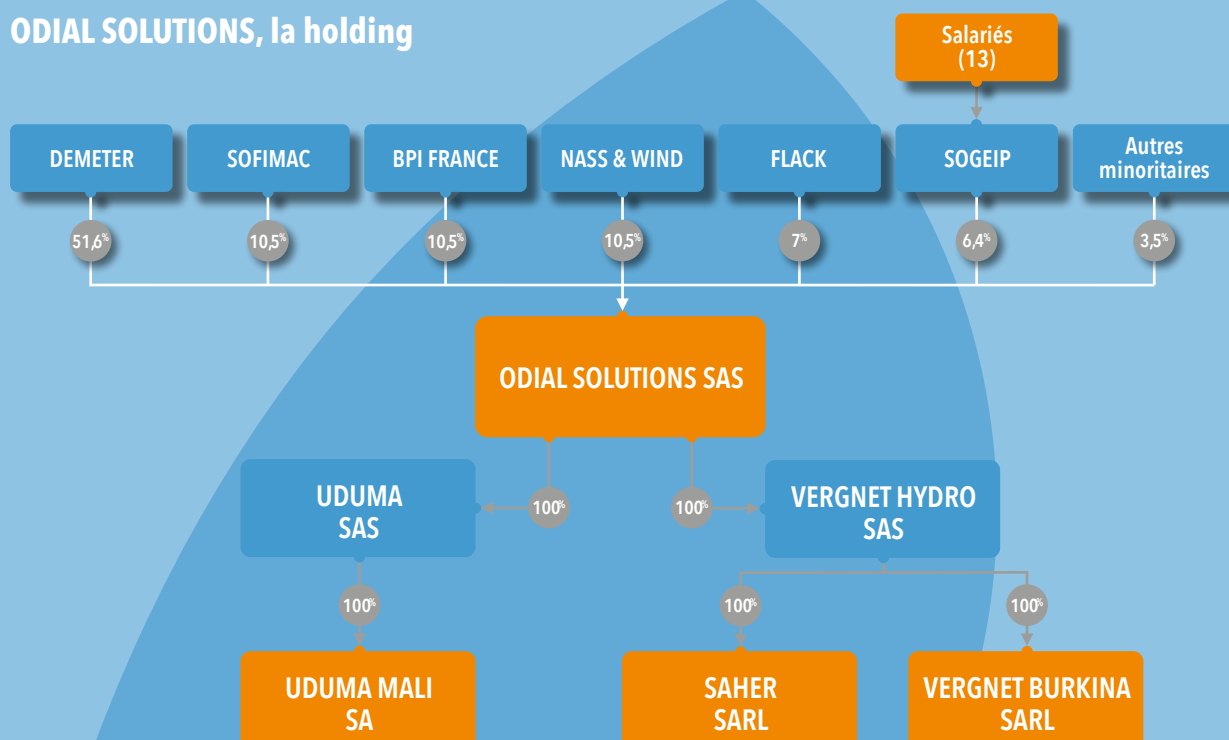 ODIAL SOLUTIONS, la holding
Salariés
(13)
DEMETER
SOFIMAC
BPI FRANCE
NASS & WIND
FLACK
SOGEIP
Autres
minoritaires
51,6%
10,5%
10,5%
10,5%
7%
6,4%
3,5%
ODIAL SOLUTIONS SAS
UDUMA
SAS
100%
100%
VERGNET HYDRO
SAS
100%
100%
100%
UDUMA MALI
SA
SAHER
SARL
VERGNET BURKINA
SARL